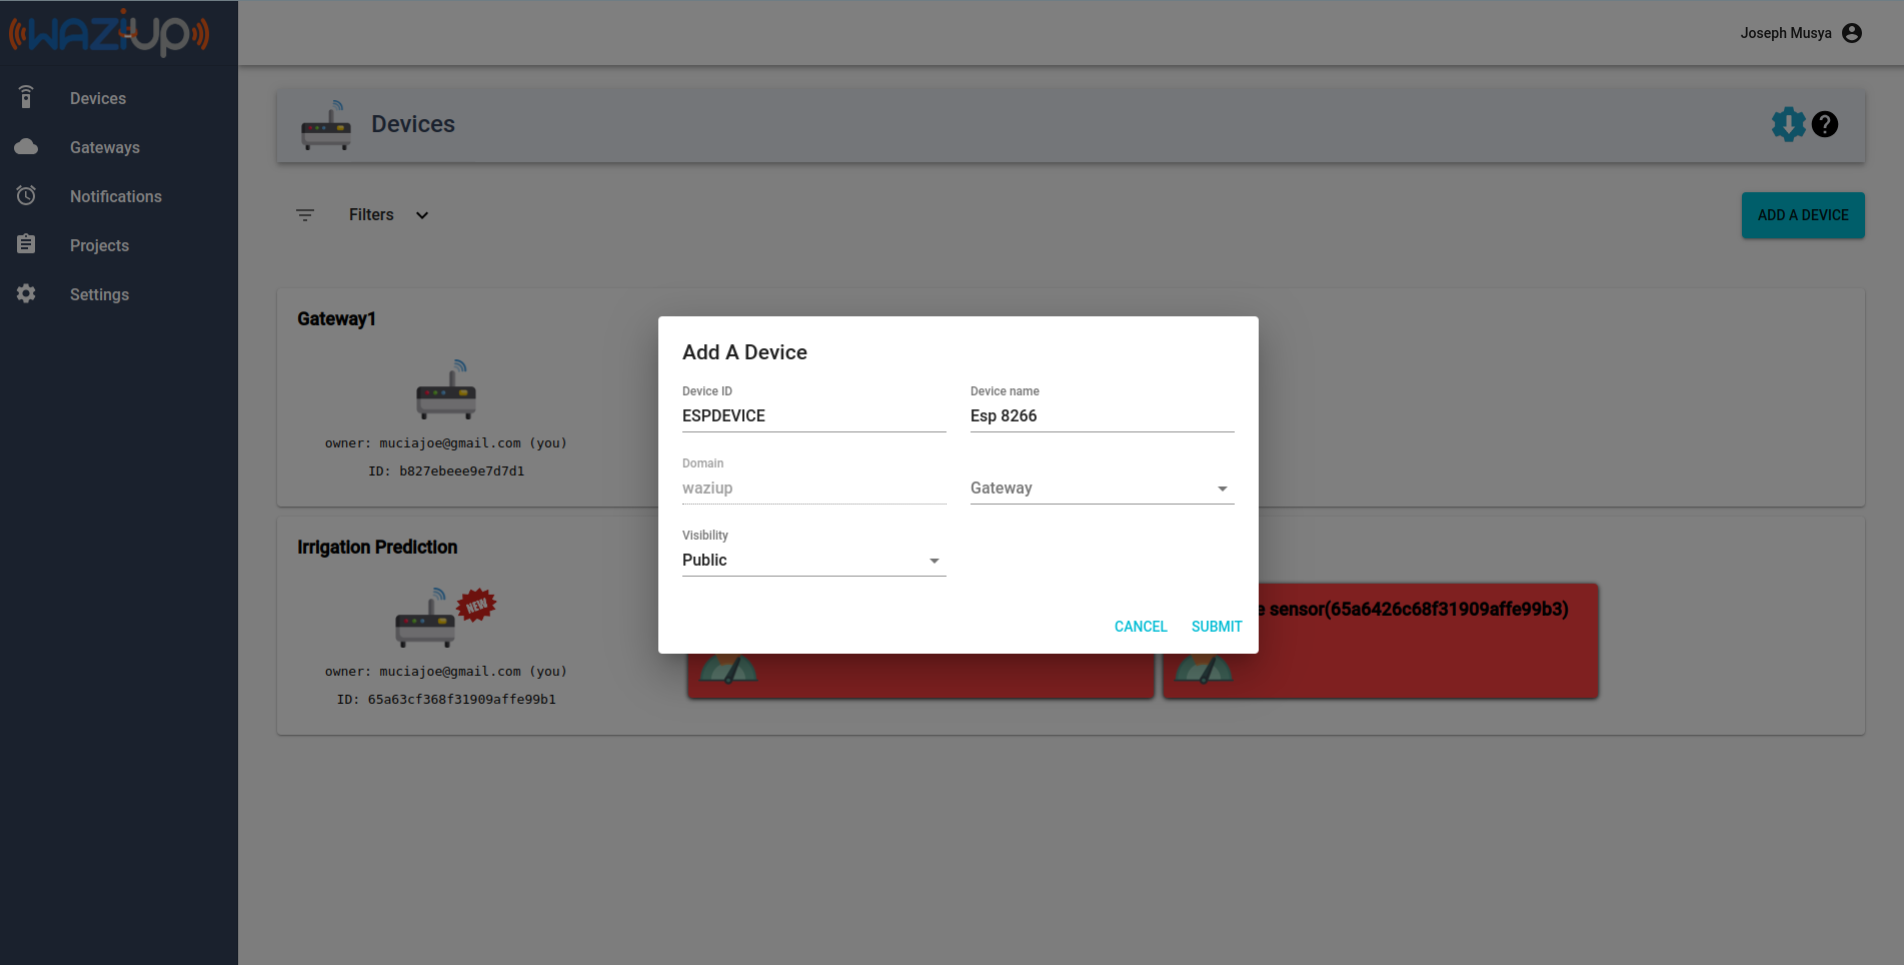 WAZIUP
Joseph Musya
Devices
Gateways
Notifications
Projects
Settings
Devices
?
Filters
ADD A DEVICE
Gateway1
owner: muciajoe@gmail.com (you)
ID: b827ebeee9e7d7d1
Add A Device
Device ID
Device name
ESPDEVICE
Esp 8266
Domain
waziup
Gateway
Visibility
Public
CANCEL
SUBMIT
Irrigation Prediction
NEW
owner: muciajoe@gmail.com (you)
ID: 65a63cf368f31909affe99b1
e sensor(65a6426c68f31909affe99b3)